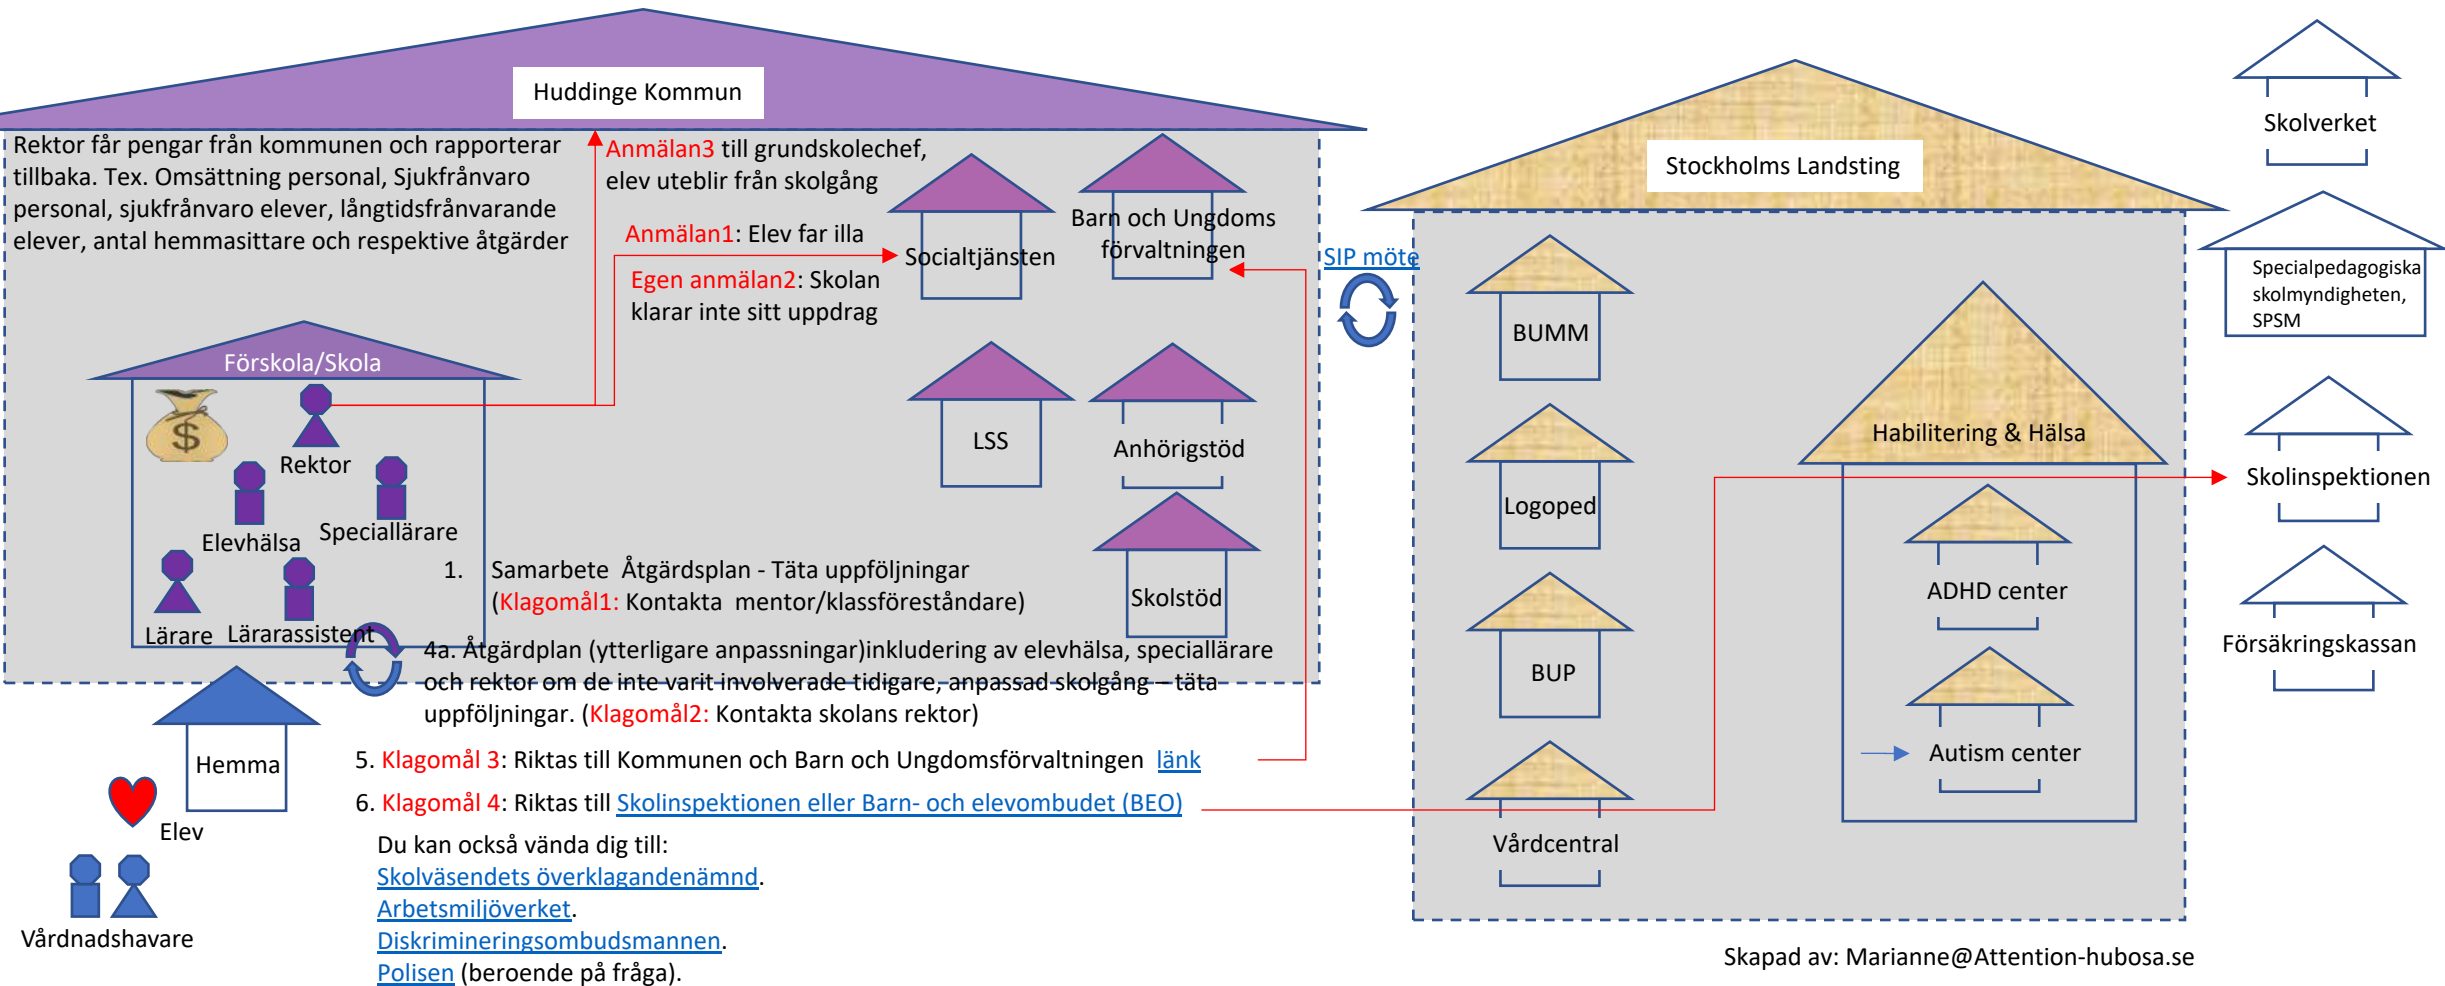 Huddinge Kommun
Rektor får pengar från kommunen och rapporterar
tillbaka. Tex. Omsättning personal, Sjukfrånvaro
personal, sjukfrånvaro elever, långtidsfrånvarande
elever, antal hemmasittare och respektive åtgärder
Anmälan3 till grundskolechef,
elev uteblir från skolgång
Anmälan1: Elev far illa
Egen anmälan2: Skolan
klarar inte sitt uppdrag
Socialtjänsten
Barn och Ungdoms
förvaltningen
LSS
Anhörigstöd
Skolstöd
Förskola/Skola
$
Rektor
Elevhälsa
Speciallärare
Lärare
Lärarassistent
1. Samarbete Åtgärdsplan - Täta uppföljningar
(Klagomål1: Kontakta mentor/klassföreståndare)
4a. Åtgärdplan (ytterligare anpassningar)inkludering av elevhälsa, speciallärare
och rektor om de inte varit involverade tidigare, anpassad skolgång – täta
uppföljningar. (Klagomål2: Kontakta skolans rektor)
5. Klagomål 3: Riktas till Kommunen och Barn och Ungdomsförvaltningen länk
6. Klagomål 4: Riktas till Skolinspektionen eller Barn- och elevombudet (BEO)
Du kan också vända dig till:
Skolväsendets överklagandenämnd.
Arbetsmiljöverket.
Diskrimineringsombudsmannen.
Polisen (beroende på fråga).
Hemma
Elev
Vårdnadshavare
SIP möte
Stockholms Landsting
BUMM
Logoped
BUP
Vårdcentral
Habilitering & Hälsa
ADHD center
Autism center
Skolverket
Specialpedagogiska
skolmyndigheten,
SPSM
Skolinspektionen
Försäkringskassan
Skapad av: Marianne@Attention-hubosa.se